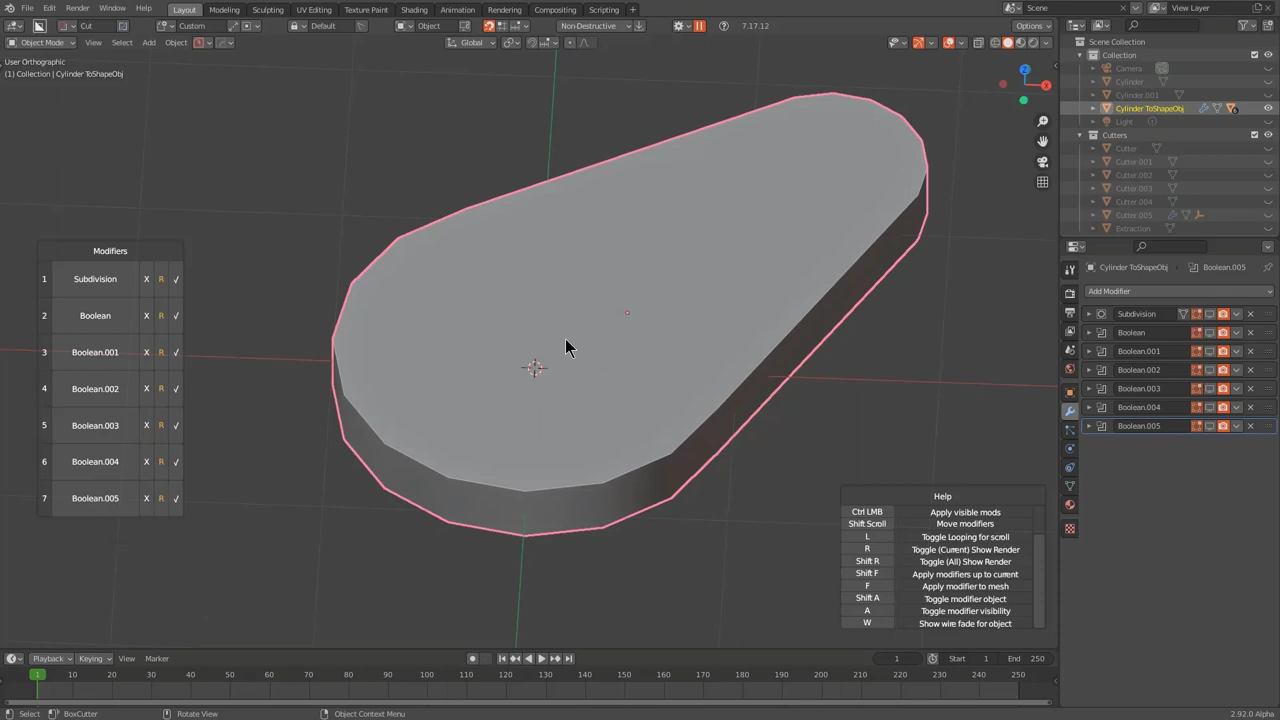 File Edit Render Window Help Layout Modeling Sculpting UV Editing Texture Paint Shading Animation Rendering Compositing Scripting + Scene View Layer
Cut Custom Default Object Non-Destructive 7.17.12 Options
Object Mode View Select Add Object Global
User Orthographic
(1) Collection | Cylinder ToShapeObj
Z
X
Scene Collection
Collection
Camera
Cylinder
Cylinder.001
Cylinder ToShapeObj
Light
Cutters
Cutter
Cutter.001
Cutter.002
Cutter.003
Cutter.004
Cutter.005
Extraction
Cylinder ToShapeObj Boolean.005
Add Modifier
Subdivision
Boolean
Boolean.001
Boolean.002
Boolean.003
Boolean.004
Boolean.005
Modifiers
1 Subdivision X R ✓
2 Boolean X R ✓
3 Boolean.001 X R ✓
4 Boolean.002 X R ✓
5 Boolean.003 X R ✓
6 Boolean.004 X R ✓
7 Boolean.005 X R ✓
Help
Ctrl LMB Apply visible mods
Shift Scroll Move modifiers
L Toggle Looping for scroll
R Toggle (Current) Show Render
Shift R Toggle (All) Show Render
Shift F Apply modifiers up to current
F Apply modifier to mesh
Shift A Toggle modifier object
A Toggle modifier visibility
W Show wire fade for object
Playback Keying View Marker 1 Start 1 End 250
1 10 20 30 40 50 60 70 80 90 100 110 120 130 140 150 160 170 180 190 200 210 220 230 240 250
Select BoxCutter Rotate View Object Context Menu 2.92.0 Alpha